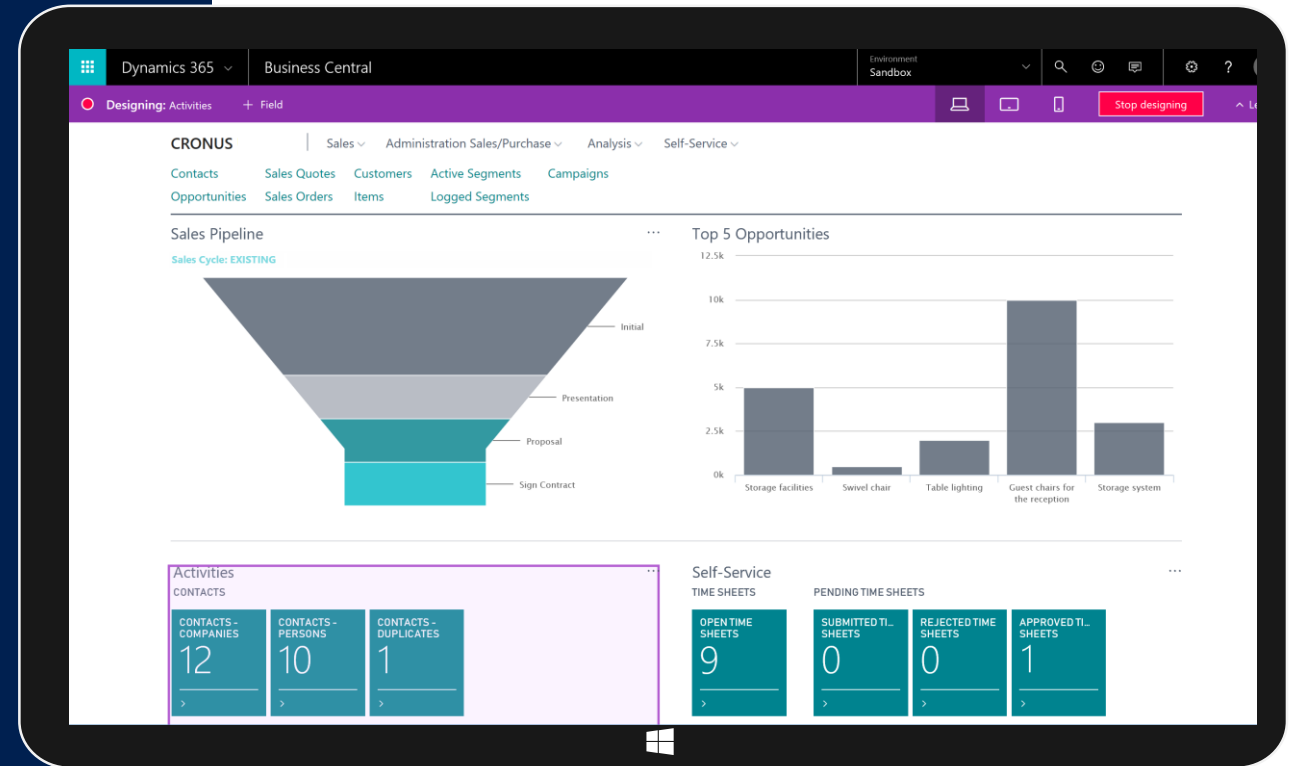 Dynamics 365
Business Central
Environment
Sandbox
?
Designing: Activities
+ Field
Stop designing
CRONUS
Sales
Administration Sales/Purchase
Analysis
Self-Service
Contacts
Sales Quotes
Customers
Active Segments
Campaigns
Opportunities
Sales Orders
Items
Logged Segments
Sales Pipeline
...
Sales Cycle: EXISTING
Initial
Presentation
Proposal
Sign Contract
Top 5 Opportunities
12.5k
10k
7.5k
5k
2.5k
0k
Storage facilities
Swivel chair
Table lighting
Guest chairs for
the reception
Storage system
Activities
...
CONTACTS
CONTACTS -
COMPANIES
12
CONTACTS -
PERSONS
10
CONTACTS -
DUPLICATES
1
Self-Service
...
TIME SHEETS
PENDING TIME SHEETS
OPEN TIME
SHEETS
9
SUBMITTED TI...
SHEETS
0
REJECTED TIME
SHEETS
0
APPROVED TI...
SHEETS
1